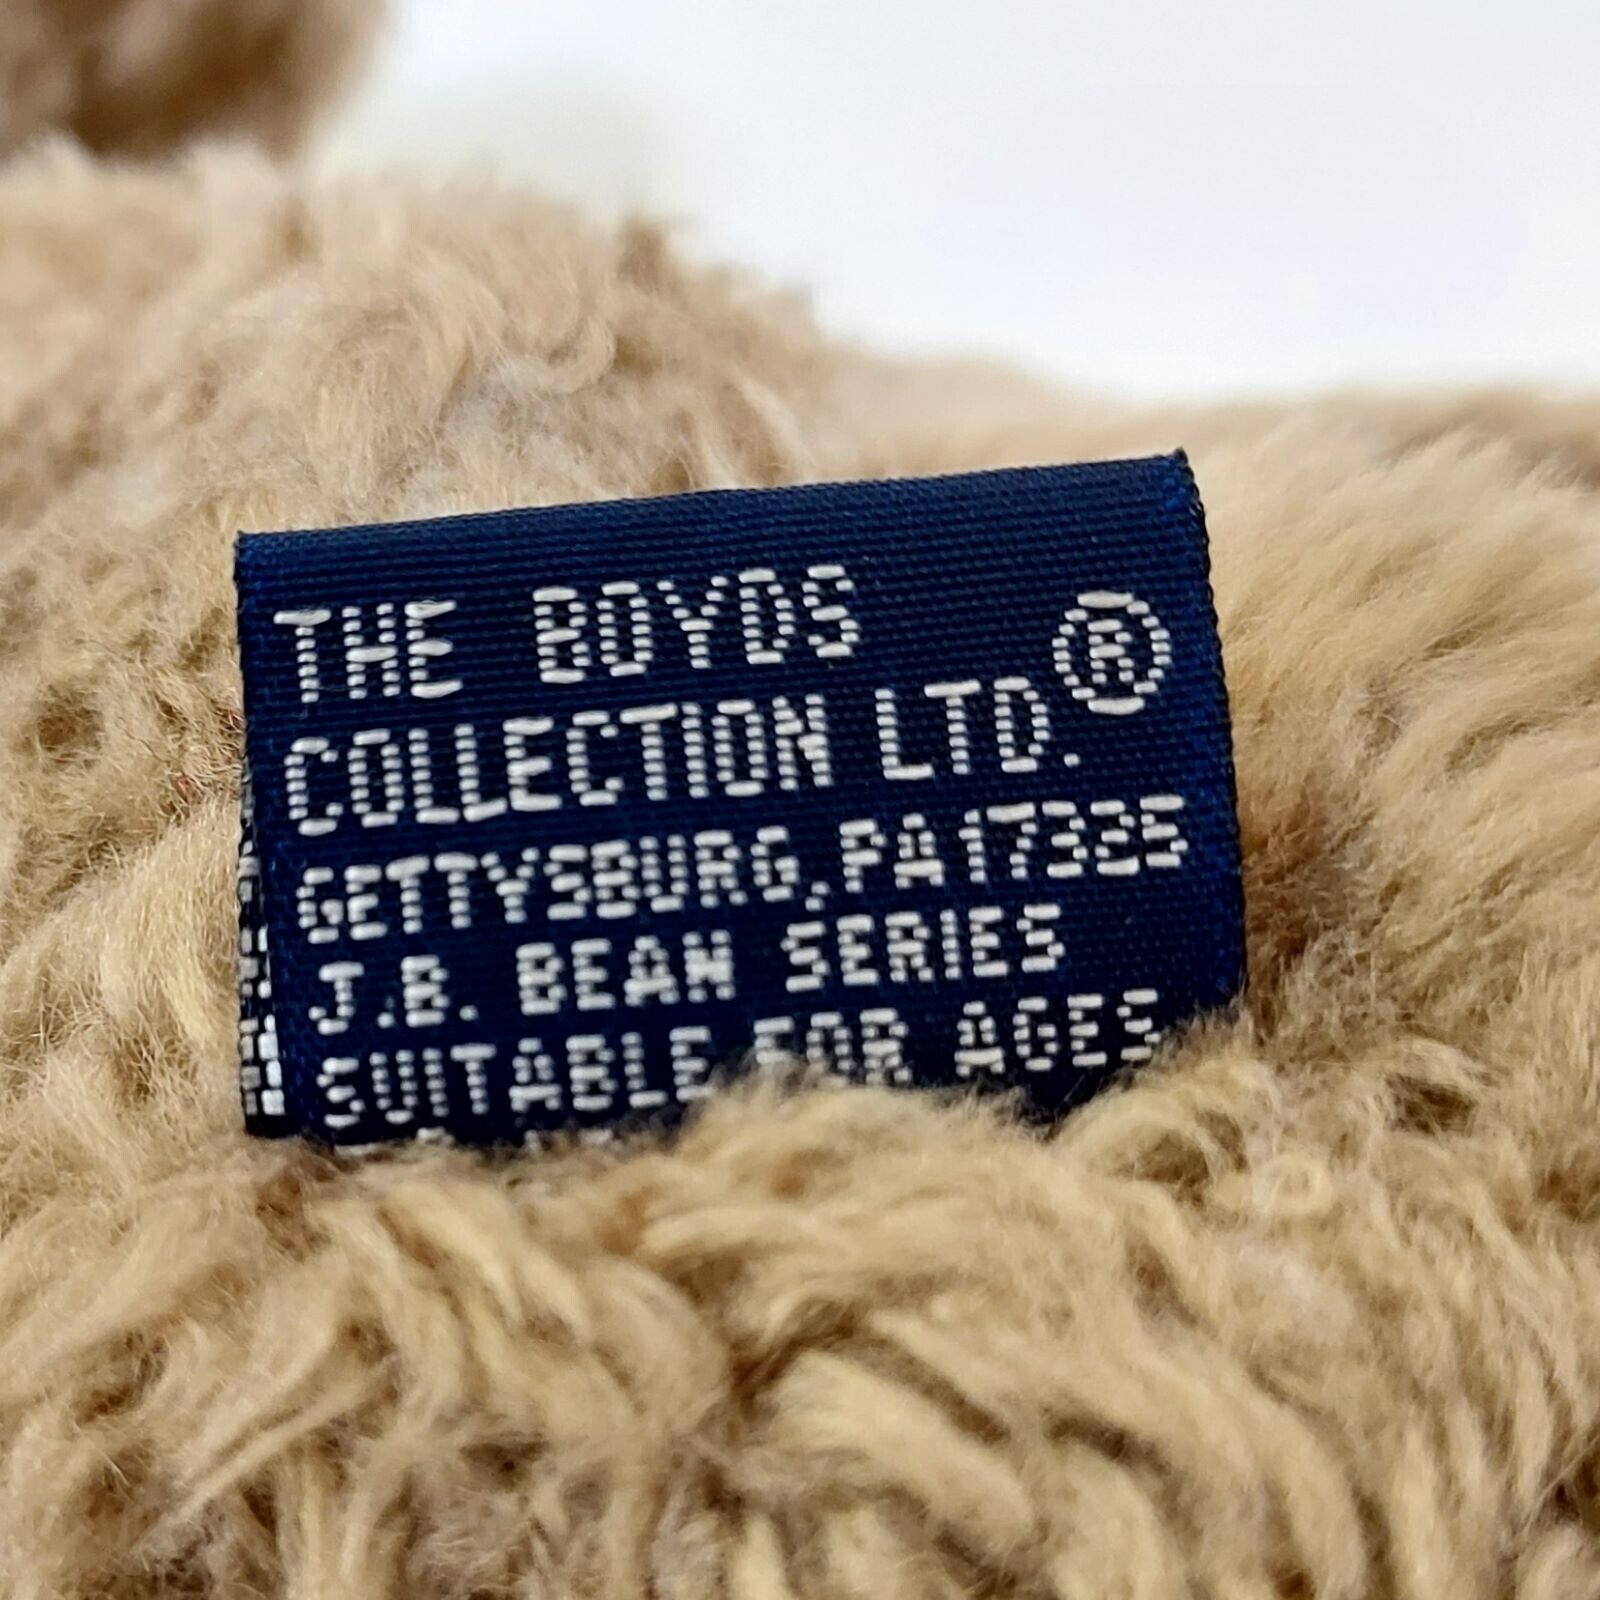 THE BOYDS
COLLECTION LTD.®
GETTYSBURG, PA 17325
J.B. BEAN SERIES
SUITABLE FOR AGES